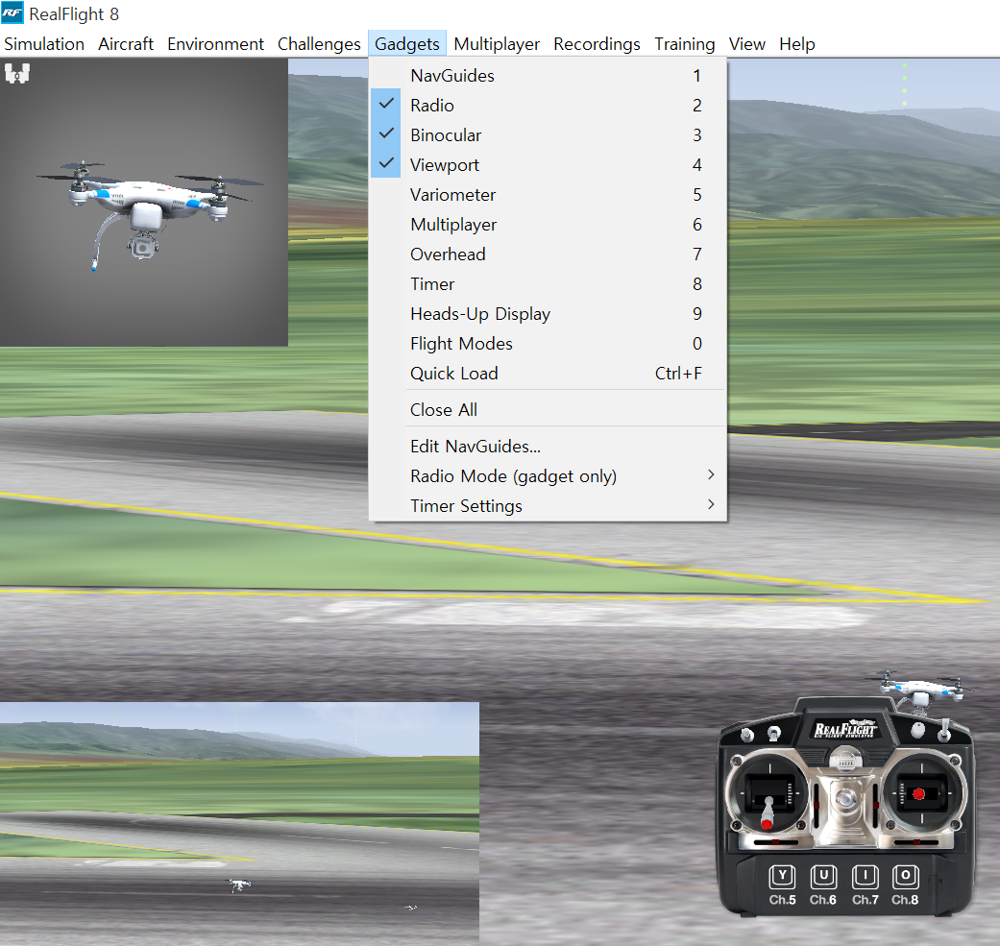 RF RealFlight 8
Simulation Aircraft Environment Challenges Gadgets Multiplayer Recordings Training View Help
NavGuides 1
Radio 2
Binocular 3
Viewport 4
Variometer 5
Multiplayer 6
Overhead 7
Timer 8
Heads-Up Display 9
Flight Modes 0
Quick Load Ctrl+F
Close All
Edit NavGuides...
Radio Mode (gadget only)
Timer Settings
REALFLIGHT
Y U I O
Ch.5 Ch.6 Ch.7 Ch.8